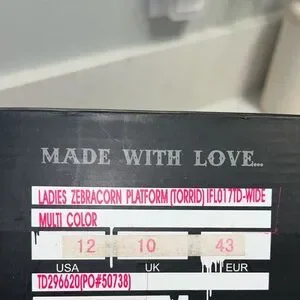 MADE WITH LOVE...
LADIES ZEBRACORN PLATFORM (TORRID) IFL017TD-WIDE
MULTI COLOR
12 10 43
USA UK EUR
TD296620(PO#50738)